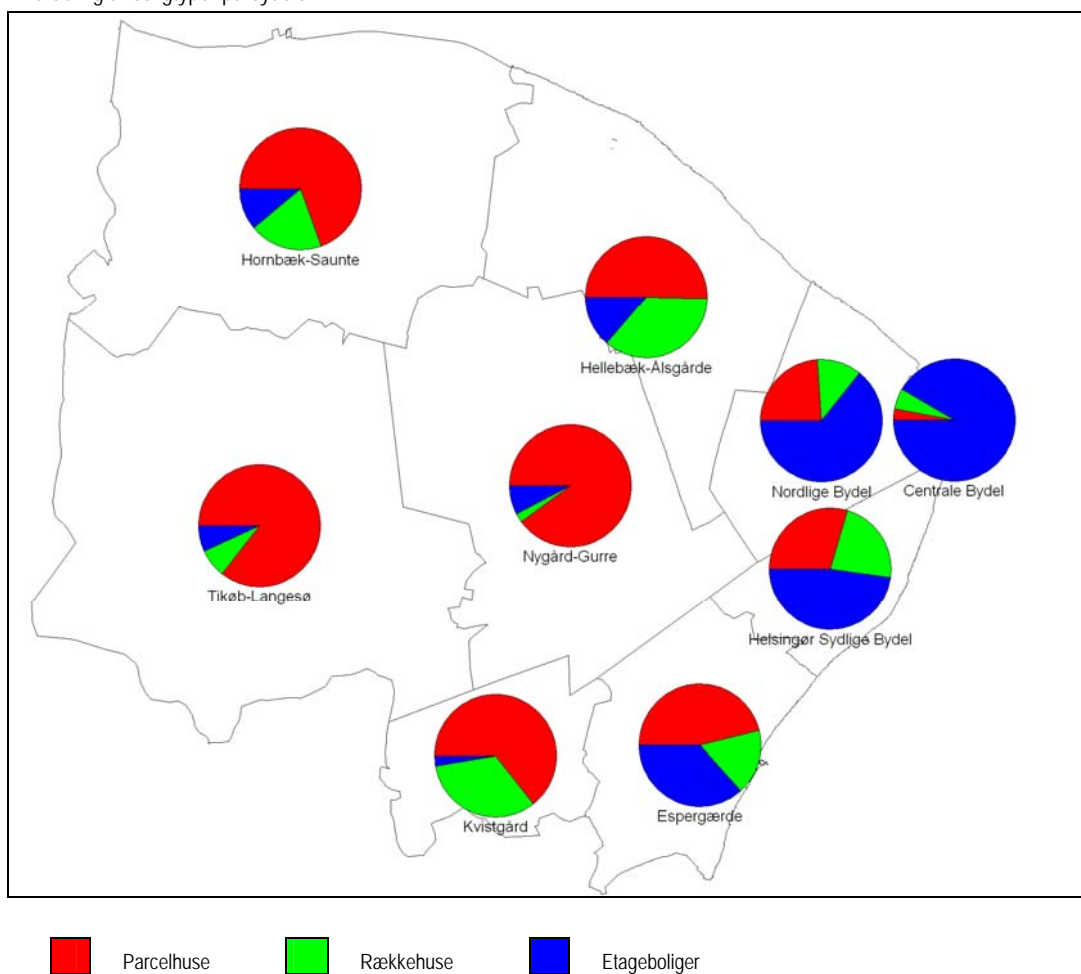 Hornbæk-Saunte
Hellebæk-Ålsgårde
Nordlige Bydel
Centrale Bydel
Nygård-Gurre
Tikøb-Langesø
Helsingør Sydlige Bydel
Espergærde
Kvistgård
Parcelhuse Rækkehuse Etageboliger